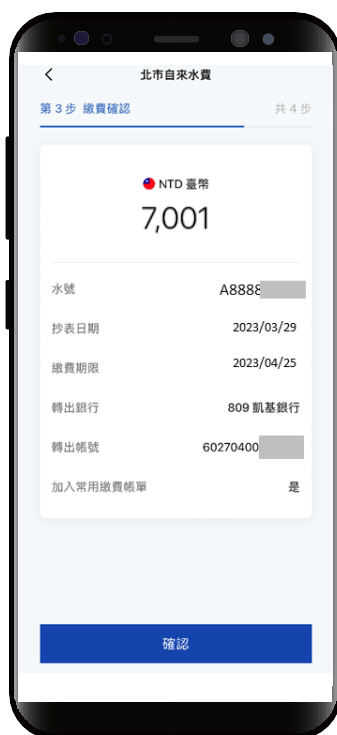 北市自來水費
第 3 步 繳費確認 共 4 步
NTD 臺幣
7,001
水號 A8888
抄表日期 2023/03/29
繳費期限 2023/04/25
轉出銀行 809 凱基銀行
轉出帳號 60270400
加入常用繳費帳單 是
確認